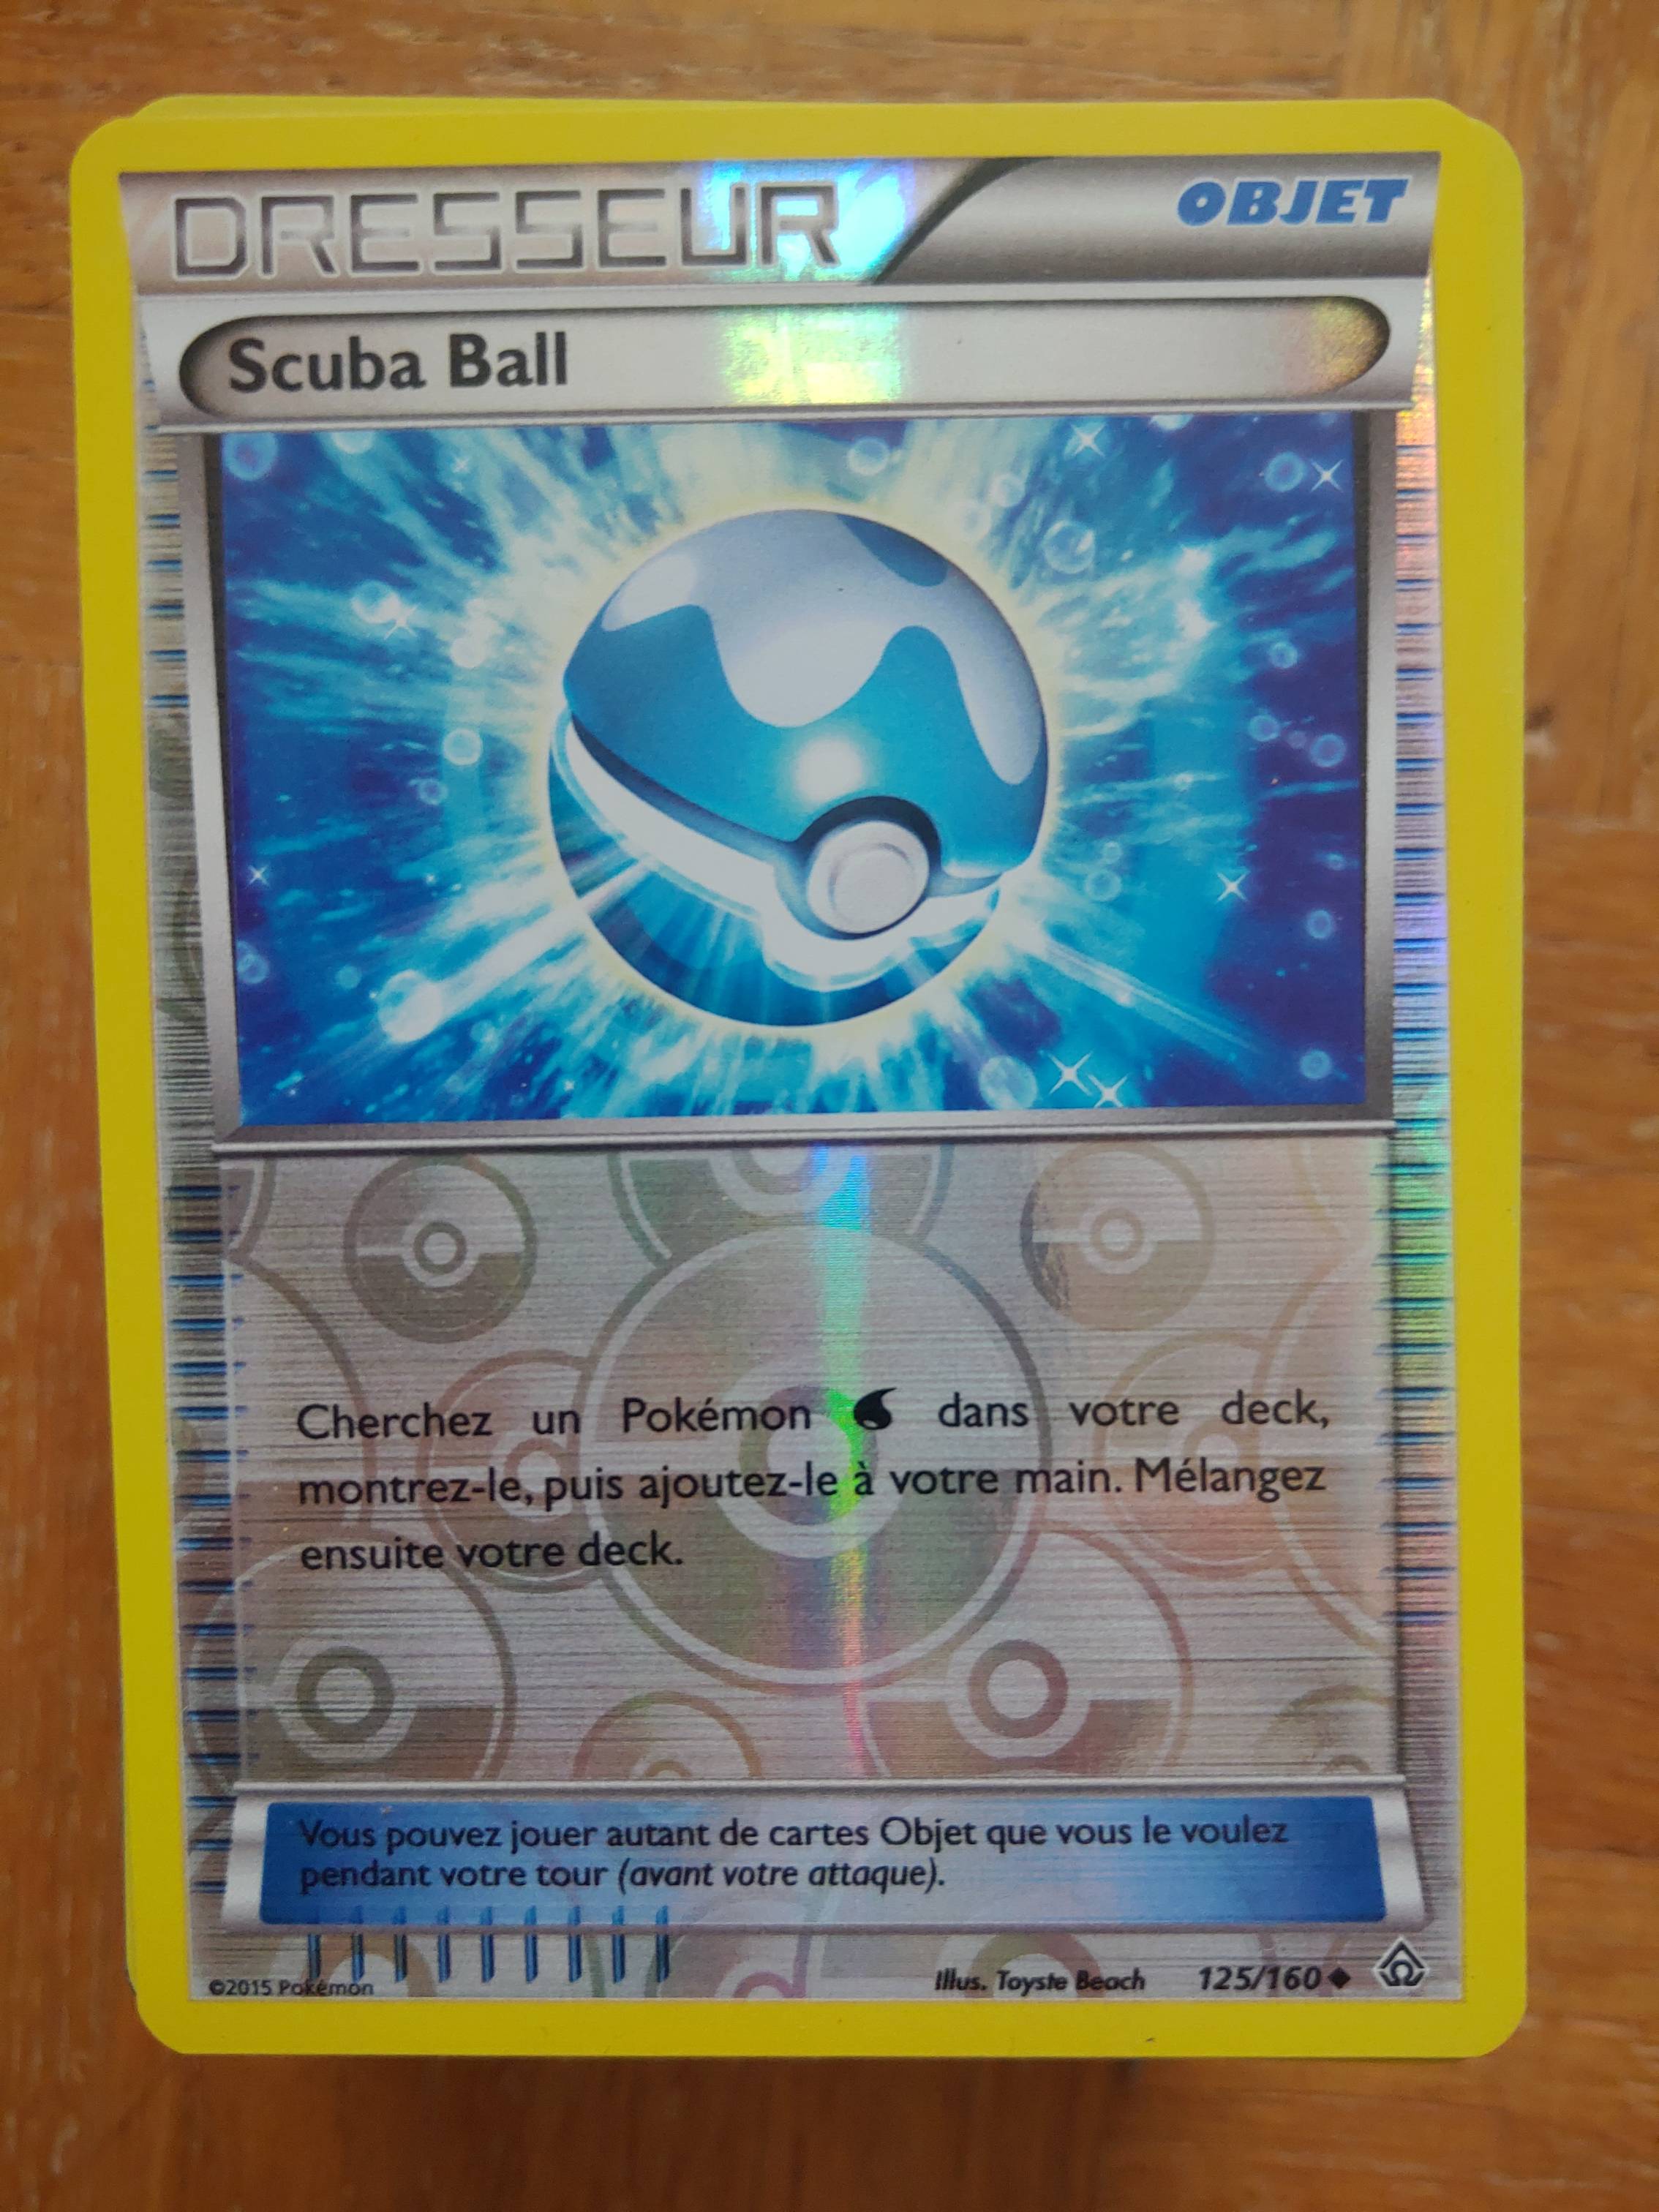 DRESSEUR
OBJET
Scuba Ball
Cherchez un Pokémon dans votre deck,
montrez-le, puis ajoutez-le à votre main. Mélangez
ensuite votre deck.
Vous pouvez jouer autant de cartes Objet que vous le voulez
pendant votre tour (avant votre attaque).
©2015 Pokémon
Illus. Toyste Beach
125/160